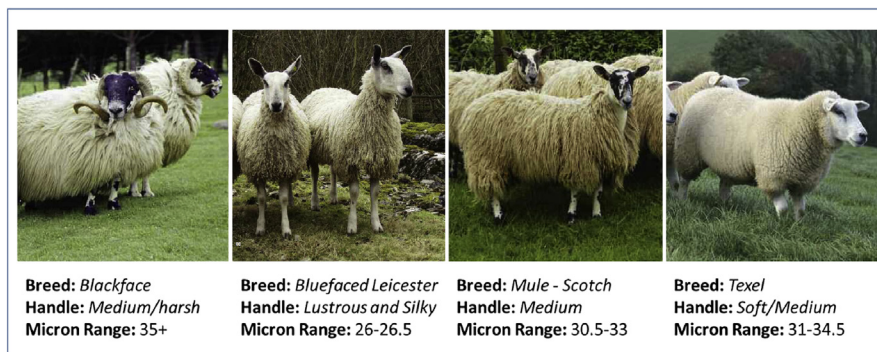 Breed: Blackface
Handle: Medium/harsh
Micron Range: 35+
Breed: Bluefaced Leicester
Handle: Lustrous and Silky
Micron Range: 26-26.5
Breed: Mule - Scotch
Handle: Medium
Micron Range: 30.5-33
Breed: Texel
Handle: Soft/Medium
Micron Range: 31-34.5